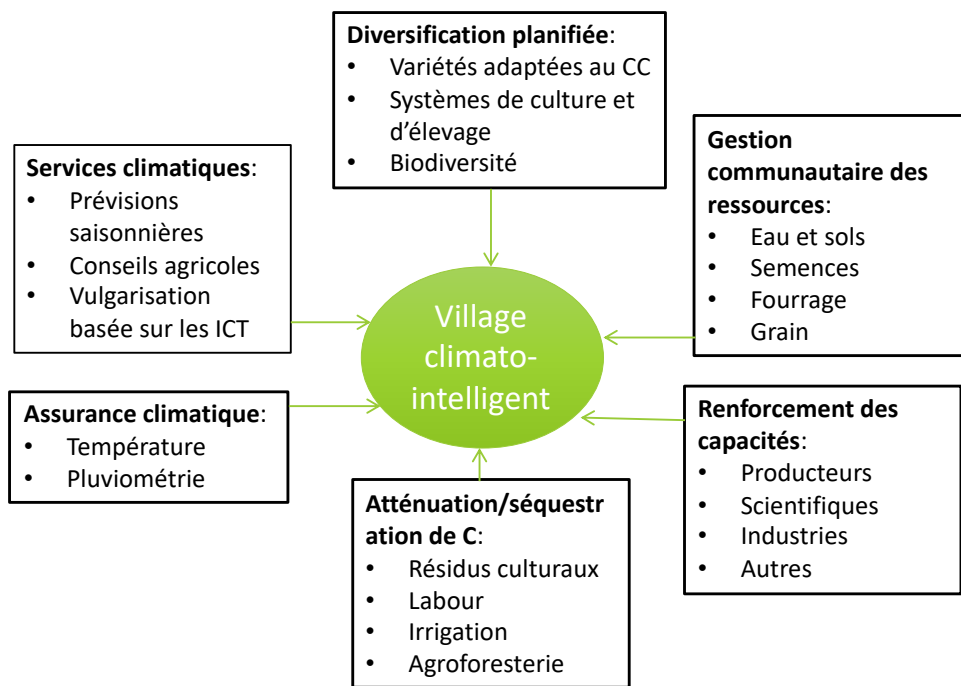 Diversification planifiée:
• Variétés adaptées au CC
• Systèmes de culture et
d’élevage
• Biodiversité
Services climatiques:
• Prévisions
saisonnières
• Conseils agricoles
• Vulgarisation
basée sur les ICT
Gestion
communautaire des
ressources:
• Eau et sols
• Semences
• Fourrage
• Grain
Village
climato-
intelligent
Assurance climatique:
• Température
• Pluviométrie
Renforcement des
capacités:
• Producteurs
• Scientifiques
• Industries
• Autres
Atténuation/séquestr
ation de C:
• Résidus culturaux
• Labour
• Irrigation
• Agroforesterie